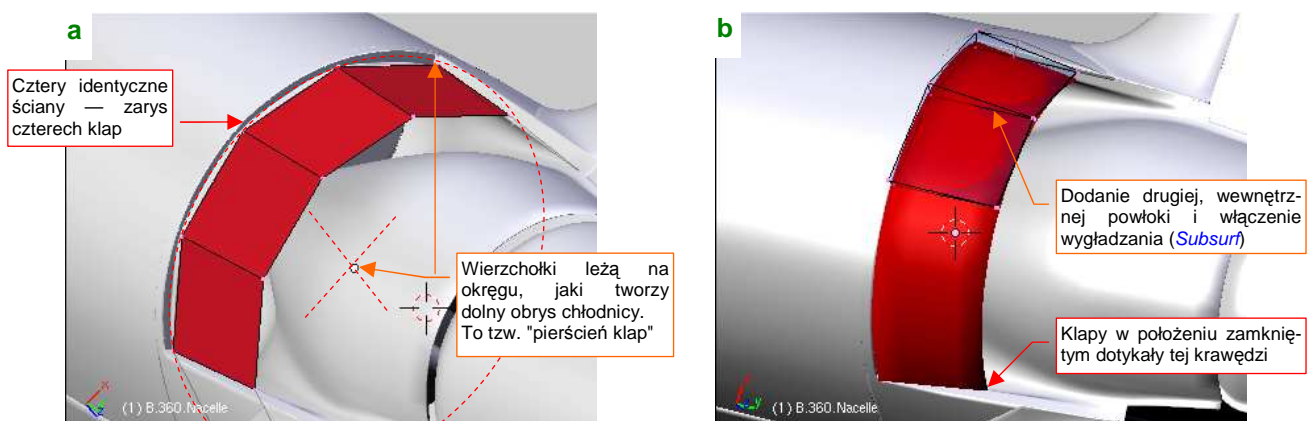 a
Cztery identyczne
ściany — zarys
czterech klap
Wierzchołki leżą na
okręgu, jaki tworzy
dolny obrys chłodnicy.
To tzw. "pierścień klap"
x
(1) B.360.Nacelle
b
Dodanie drugiej, wewnętrz-
nej powłoki i włączenie
wygładzania (Subsurf)
Klapy w położeniu zamknię-
tym dotykały tej krawędzi
y
(1) B.360.Nacelle